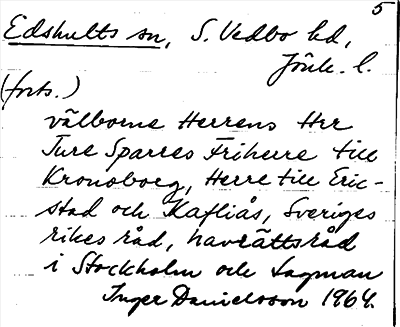 5
Edshults sn, S. Vedbo hd,
Jönk. l.
(forts.)
välborne Herrens Hrr
Ture Sparres Friherre till
Kronoborg, Herre till Eric-
stad och Kafliås, Sveriges
rikes råd, havrättsråd
i Stockholm och Lagman
Inger Danielsson 1964.